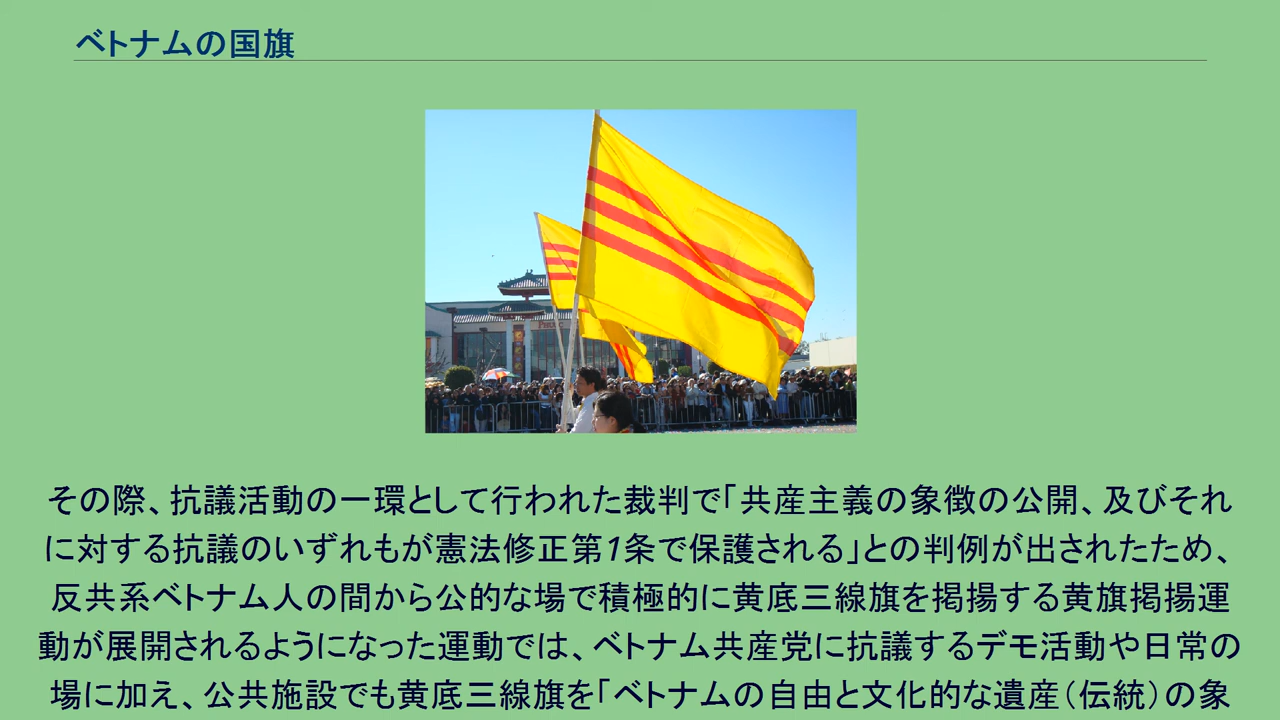 ベトナムの国旗
その際、抗議活動の一環として行われた裁判で「共産主義の象徴の公開、及びそれ
に対する抗議のいずれもが憲法修正第1条で保護される」との判例が出されたため、
反共系ベトナム人の間から公的な場で積極的に黄底三線旗を掲揚する黄旗掲揚運
動が展開されるようになった運動では、ベトナム共産党に抗議するデモ活動や日常の
場に加え、公共施設でも黄底三線旗を「ベトナムの自由と文化的な遺産（伝統）の象